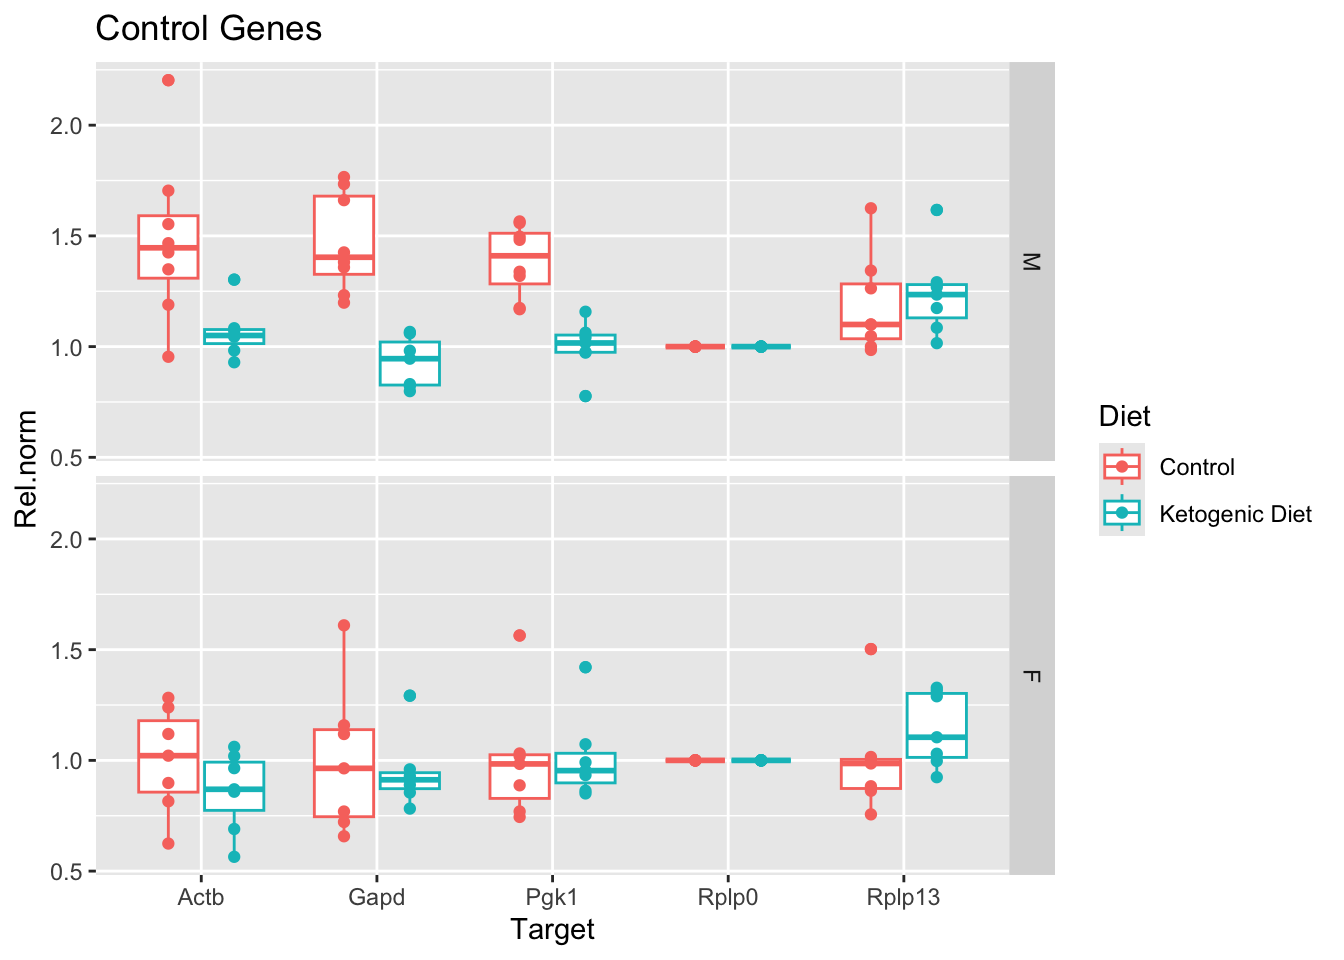 Control Genes
2.0
1.5
1.0
0.5
M
2.0
1.5
1.0
0.5
F
Rel.norm
Actb Gapd Pgk1 Rplp0 Rplp13
Target
Diet
Control
Ketogenic Diet